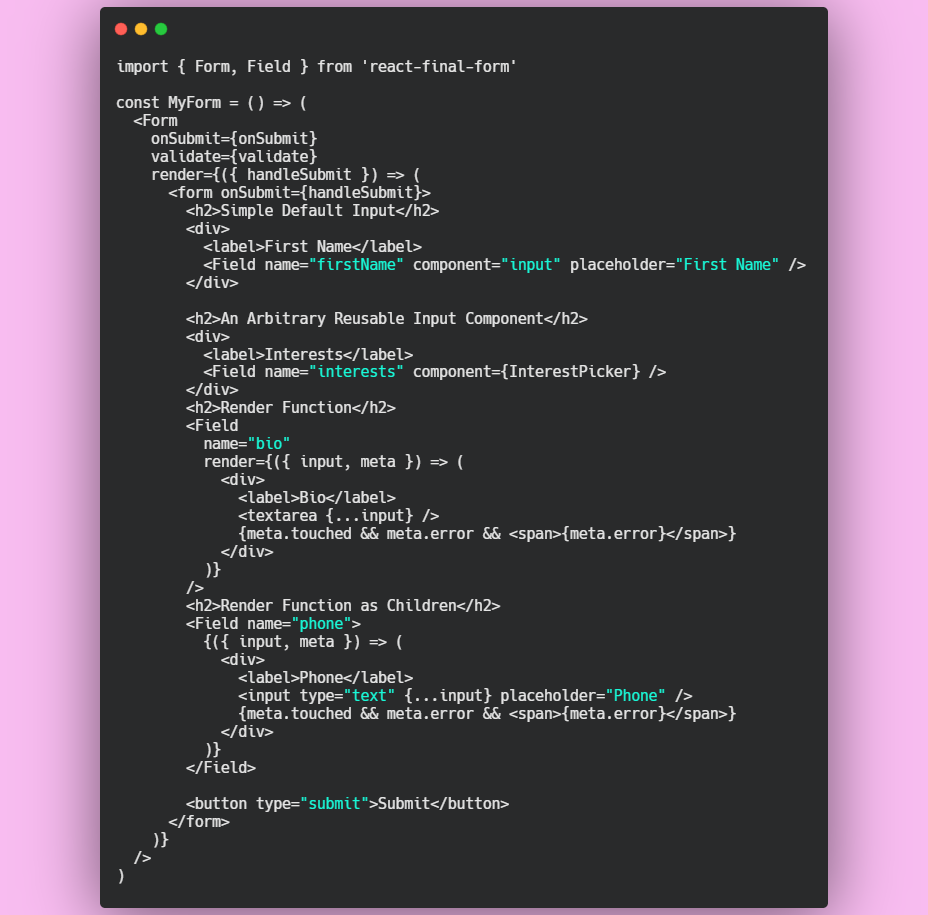 import { Form, Field } from 'react-final-form'

const MyForm = () => (
  <Form
    onSubmit={onSubmit}
    validate={validate}
    render={({ handleSubmit }) => (
      <form onSubmit={handleSubmit}>
        <h2>Simple Default Input</h2>
        <div>
          <label>First Name</label>
          <Field name="firstName" component="input" placeholder="First Name" />
        </div>

        <h2>An Arbitrary Reusable Input Component</h2>
        <div>
          <label>Interests</label>
          <Field name="interests" component={InterestPicker} />
        </div>
        <h2>Render Function</h2>
        <Field
          name="bio"
          render={({ input, meta }) => (
            <div>
              <label>Bio</label>
              <textarea {...input} />
              {meta.touched && meta.error && <span>{meta.error}</span>}
            </div>
          )}
        />
        <h2>Render Function as Children</h2>
        <Field name="phone">
          {({ input, meta }) => (
            <div>
              <label>Phone</label>
              <input type="text" {...input} placeholder="Phone" />
              {meta.touched && meta.error && <span>{meta.error}</span>}
            </div>
          )}
        </Field>

        <button type="submit">Submit</button>
      </form>
    )}
  />
)